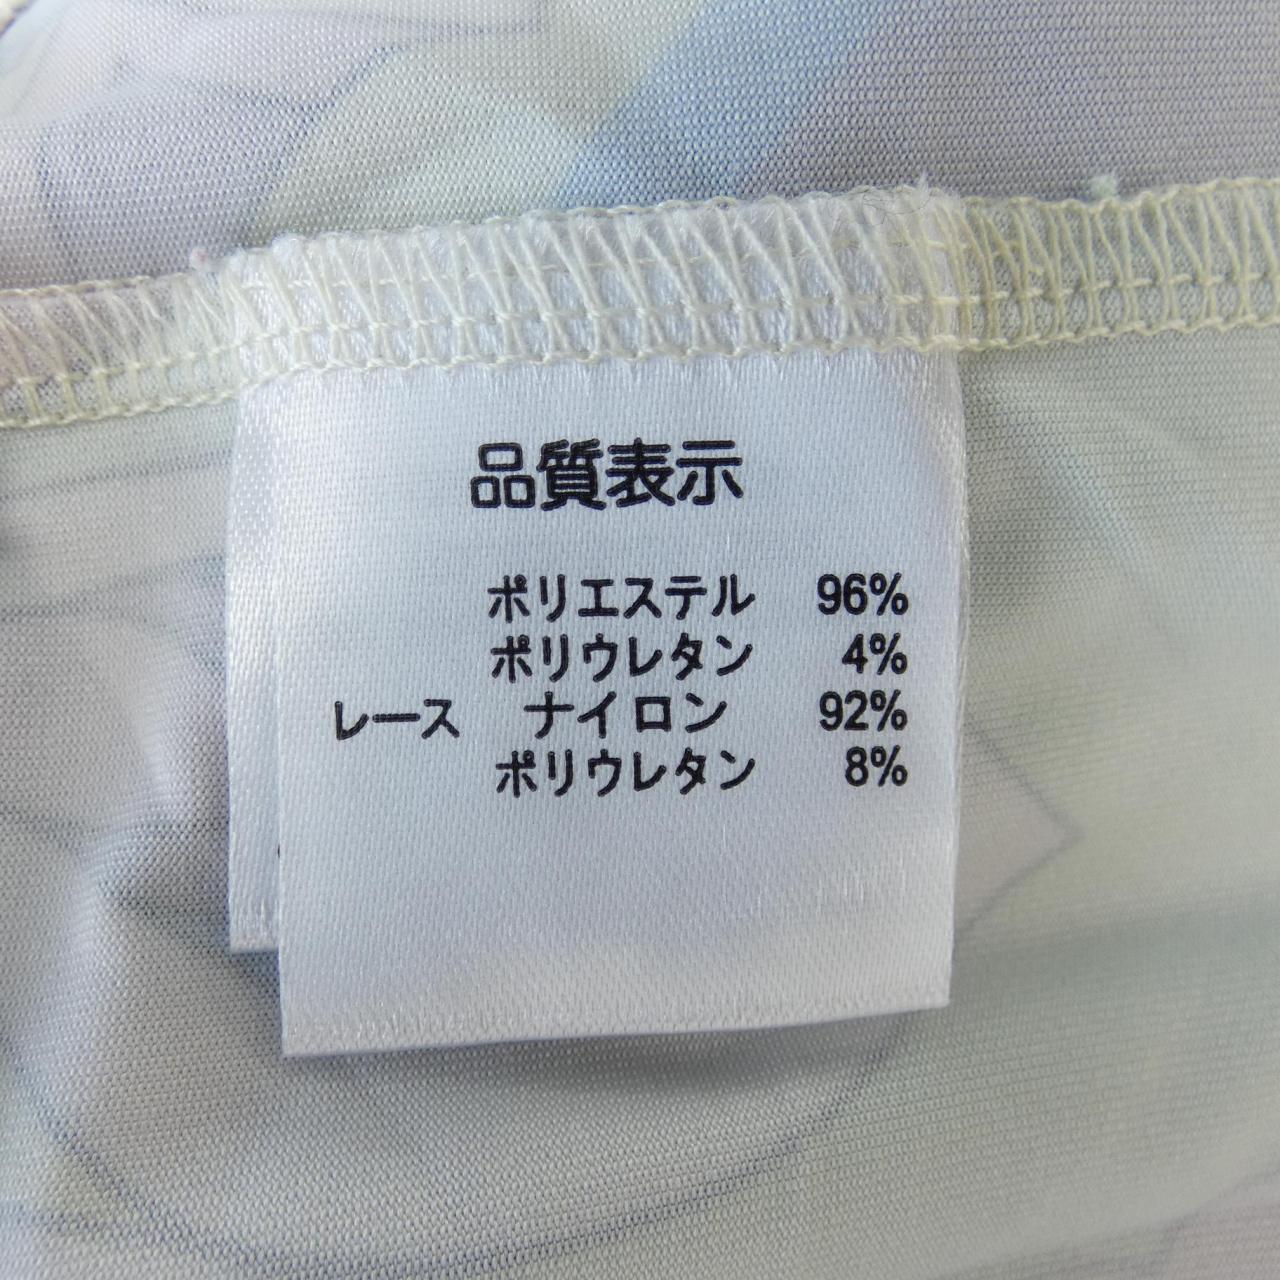 品質表示
ポリエステル 96%
ポリウレタン 4%
レース ナイロン 92%
ポリウレタン 8%